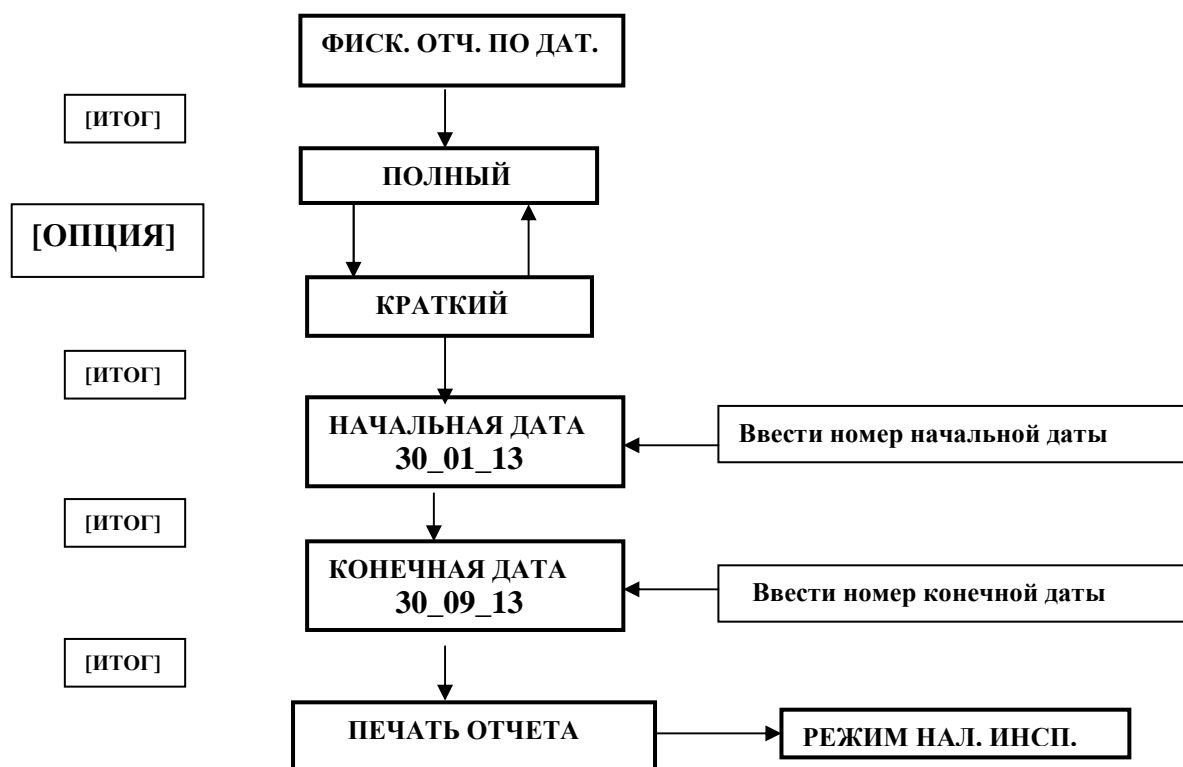 ФИСК. ОТЧ. ПО ДАТ.
[ИТОГ]
ПОЛНЫЙ
[ОПЦИЯ]
КРАТКИЙ
[ИТОГ]
НАЧАЛЬНАЯ ДАТА
30_01_13
Ввести номер начальной даты
[ИТОГ]
КОНЕЧНАЯ ДАТА
30_09_13
Ввести номер конечной даты
[ИТОГ]
ПЕЧАТЬ ОТЧЕТА
РЕЖИМ НАЛ. ИНСП.